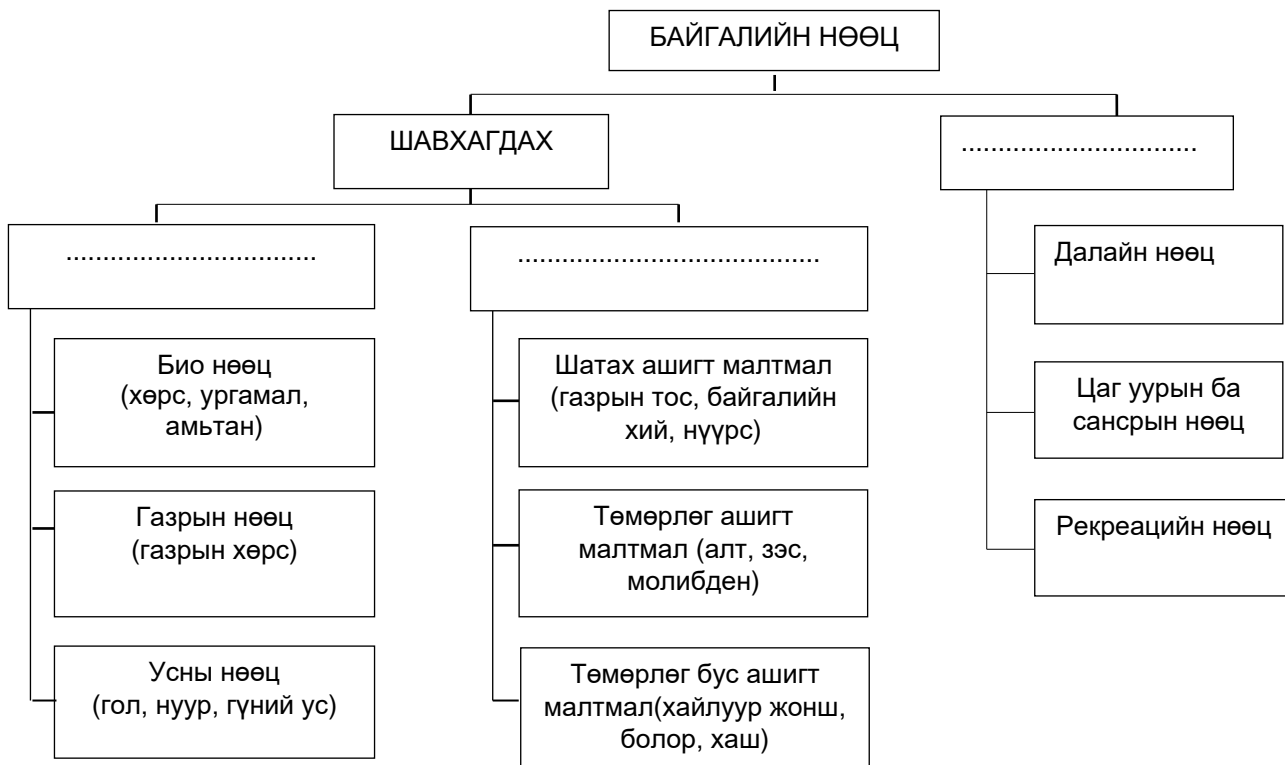 БАЙГАЛИЙН НӨӨЦ
ШАВХАГДАХ
................................
..................................
.........................................
Био нөөц
(хөрс, ургамал,
амьтан)
Газрын нөөц
(газрын хөрс)
Усны нөөц
(гол, нуур, гүний ус)
Шатах ашигт малтмал
(газрын тос, байгалийн
хий, нүүрс)
Төмөрлөг ашигт
малтмал (алт, зэс,
молибден)
Төмөрлөг бус ашигт
малтмал(хайлуур жонш,
болор, хаш)
Далайн нөөц
Цаг уурын ба
сансрын нөөц
Рекреацийн нөөц